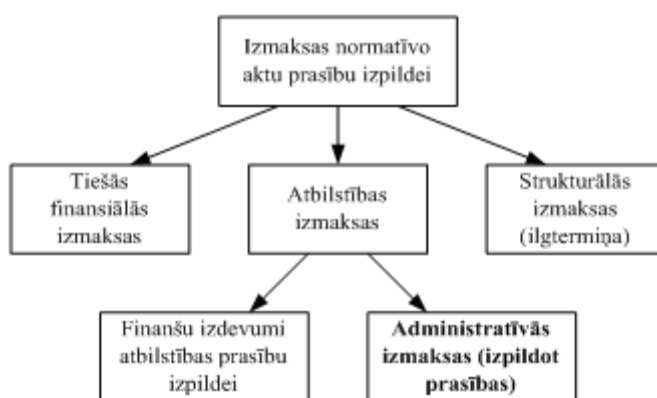 Izmaksas normatīvo
aktu prasību izpildei
Tiešās
finansiālās
izmaksas
Atbilstības
izmaksas
Strukturālās
izmaksas
(ilgtermiņa)
Finanšu izdevumi
atbilstības prasību
izpildei
Administratīvās
izmaksas (izpildot
prasības)